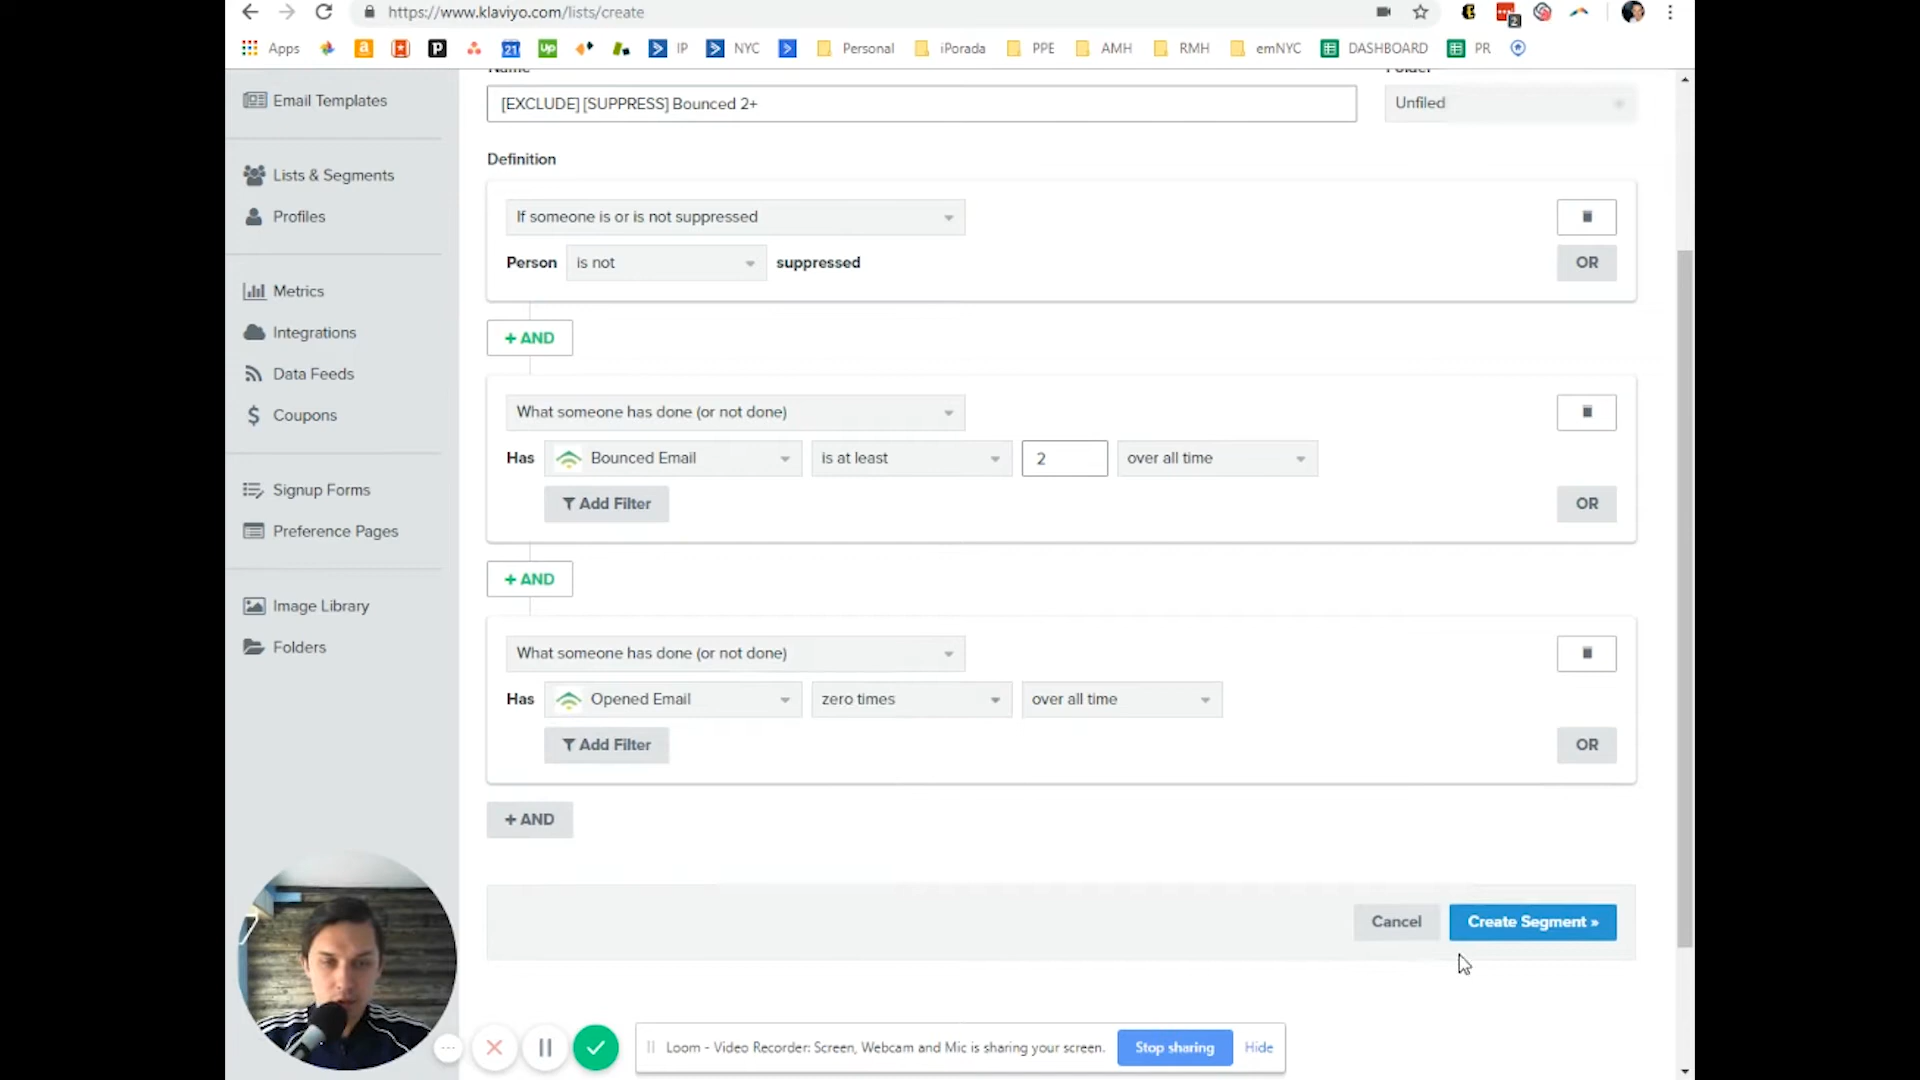 https://www.klaviyo.com/lists/create
2
Apps
21
up
IP
NYC
Personal
iPorada
PPE
AMH
RMH
emNYC
DASHBOARD
PR
Email Templates
Lists & Segments
Profiles
Metrics
Integrations
Data Feeds
Coupons
Signup Forms
Preference Pages
Image Library
Folders
Name
Folder
[EXCLUDE] [SUPPRESS] Bounced 2+
Unfiled
Definition
If someone is or is not suppressed
Person is not suppressed
OR
+ AND
What someone has done (or not done)
Has Bounced Email is at least 2 over all time
Add Filter
OR
+ AND
What someone has done (or not done)
Has Opened Email zero times over all time
Add Filter
OR
+ AND
Cancel Create Segment »
Loom - Video Recorder: Screen, Webcam and Mic is sharing your screen. Stop sharing Hide